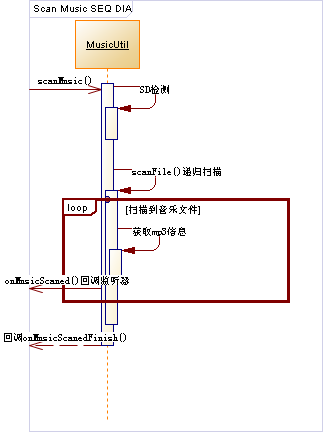 Scan Music SEQ DIA
MusicUtil
scanMusic()
SD检测
scanFile()递归扫描
loop
[扫描到音乐文件]
获取mp3信息
onMusicScaned()回调监听器
回调onMusicScanedFinish()